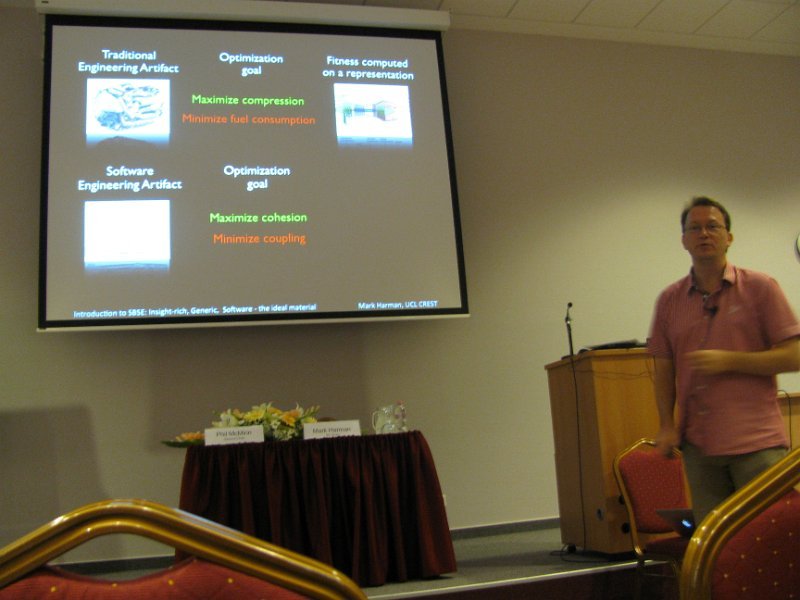 Traditional
Engineering Artifact
Optimization
goal
Fitness computed
on a representation
Maximize compression
Minimize fuel consumption
Software
Engineering Artifact
Optimization
goal
Maximize cohesion
Minimize coupling
Introduction to SBSE: Insight-rich, Generic, Software - the ideal material
Mark Harman, UCL CREST
Phil McMinn
Mark Harman